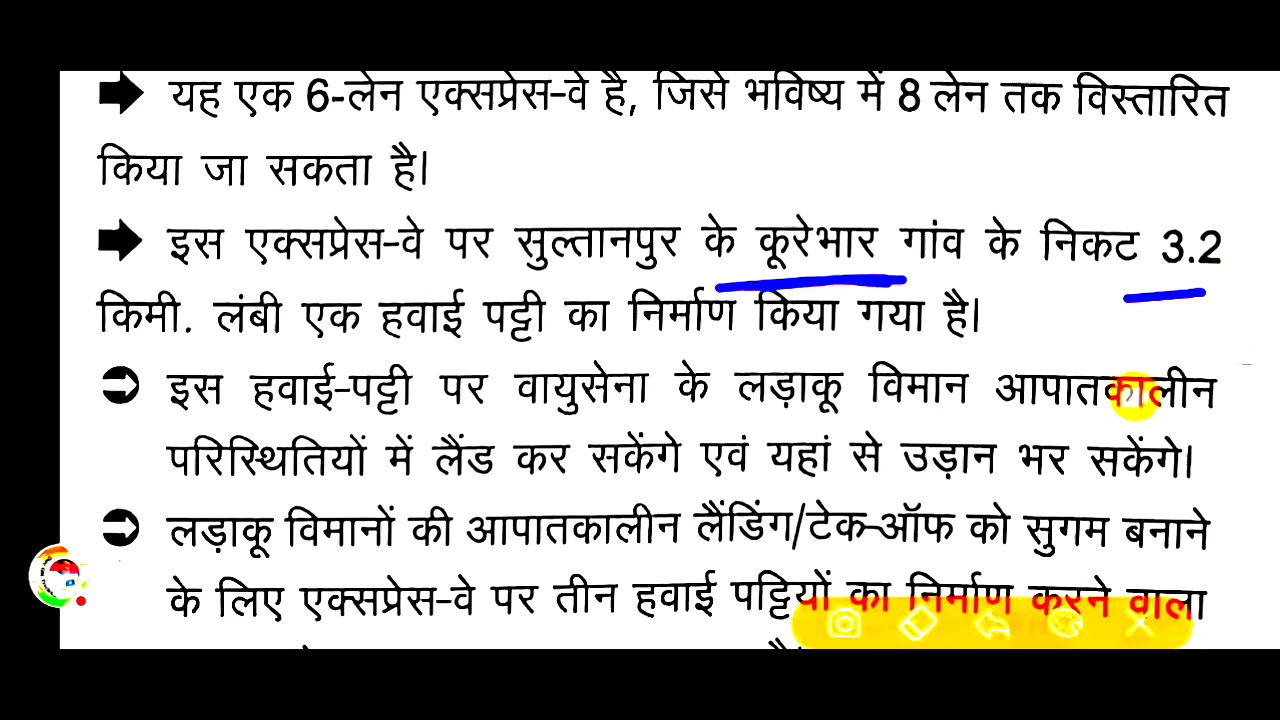 यह एक 6-लेन एक्सप्रेस-वे है, जिसे भविष्य में 8 लेन तक विस्तारित
किया जा सकता है।
इस एक्सप्रेस-वे पर सुल्तानपुर के कूरेभार गांव के निकट 3.2
किमी. लंबी एक हवाई पट्टी का निर्माण किया गया है।
इस हवाई-पट्टी पर वायुसेना के लड़ाकू विमान आपातकालीन
परिस्थितियों में लैंड कर सकेंगे एवं यहां से उड़ान भर सकेंगे।
लड़ाकू विमानों की आपातकालीन लैंडिंग/टेक-ऑफ को सुगम बनाने
के लिए एक्सप्रेस-वे पर तीन हवाई पट्टियों का निर्माण करने वाला